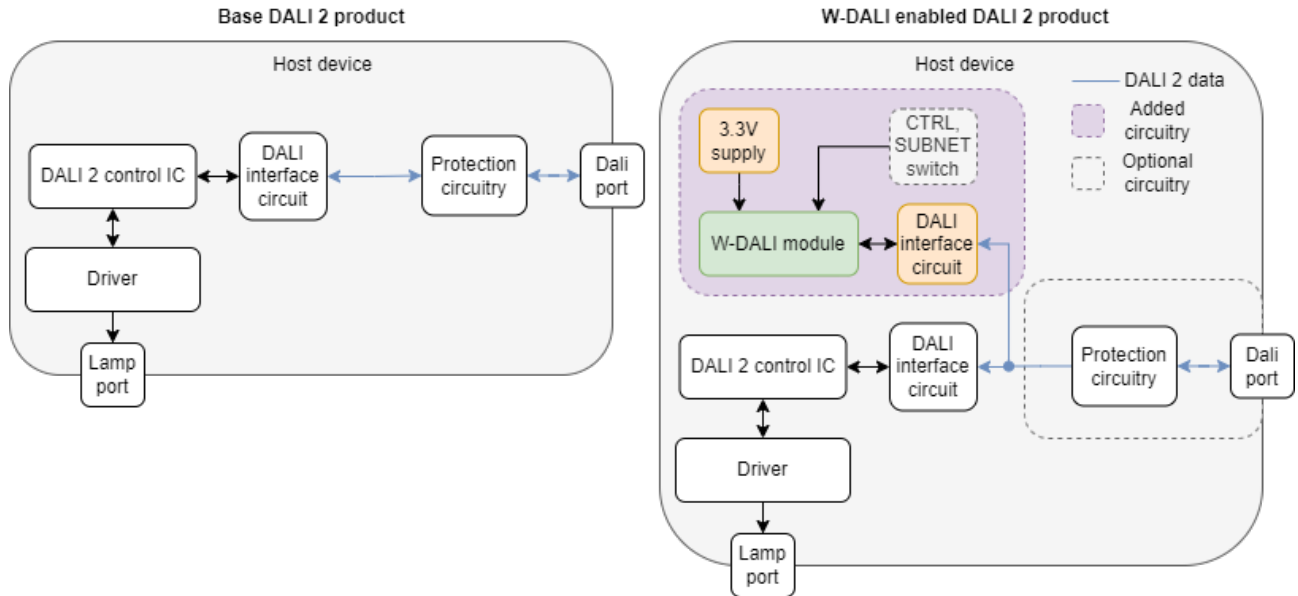 Base DALI 2 product
Host device
DALI 2 control IC
DALI
interface
circuit
Protection
circuitry
Dali
port
Driver
Lamp
port
W-DALI enabled DALI 2 product
Host device
DALI 2 data
Added
circuitry
Optional
circuitry
3.3V
supply
CTRL,
SUBNET
switch
W-DALI module
DALI
interface
circuit
DALI 2 control IC
DALI
interface
circuit
Protection
circuitry
Dali
port
Driver
Lamp
port